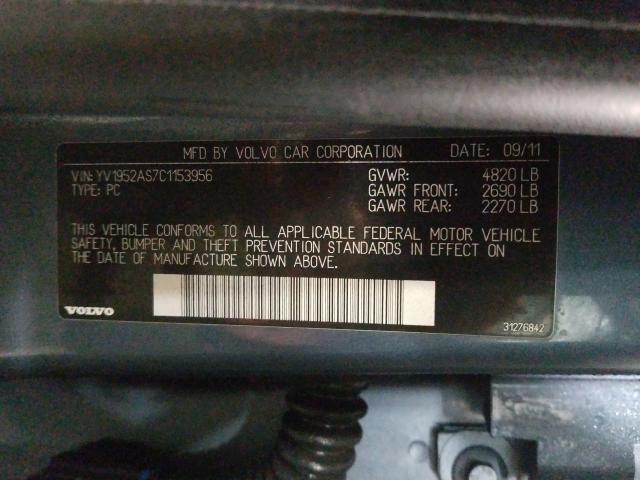 MFD BY VOLVO CAR CORPORATION DATE: 09/11
VIN: YV1952AS7C1153956 GVWR: 4820 LB
TYPE: PC GAWR FRONT: 2690 LB
GAWR REAR: 2270 LB
THIS VEHICLE CONFORMS TO ALL APPLICABLE FEDERAL MOTOR VEHICLE
SAFETY, BUMPER AND THEFT PREVENTION STANDARDS IN EFFECT ON
THE DATE OF MANUFACTURE SHOWN ABOVE.
VOLVO 31276842